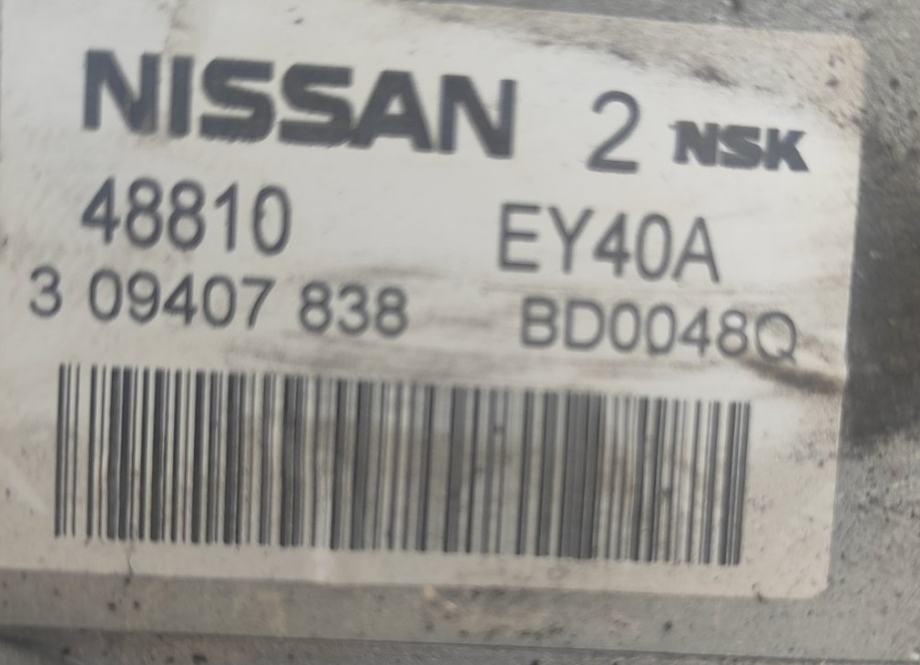 NISSAN 2 NSK
48810 EY40A
3 09407 838 BD0048Q